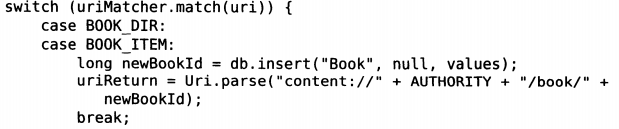 switch (uriMatcher.match(uri)) {
    case BOOK_DIR:
    case BOOK_ITEM:
        long newBookId = db.insert("Book", null, values);
        uriReturn = Uri.parse("content://" + AUTHORITY + "/book/" +
            newBookId);
        break;